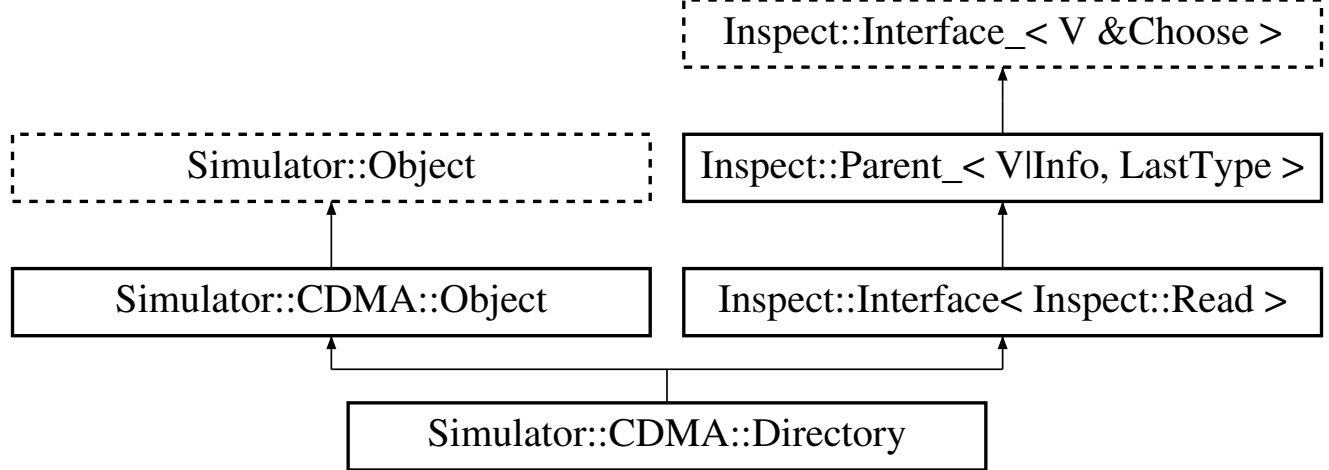 Inspect::Interface_< V &Choose >
Simulator::Object
Inspect::Parent_< V|Info, LastType >
Simulator::CDMA::Object
Inspect::Interface< Inspect::Read >
Simulator::CDMA::Directory